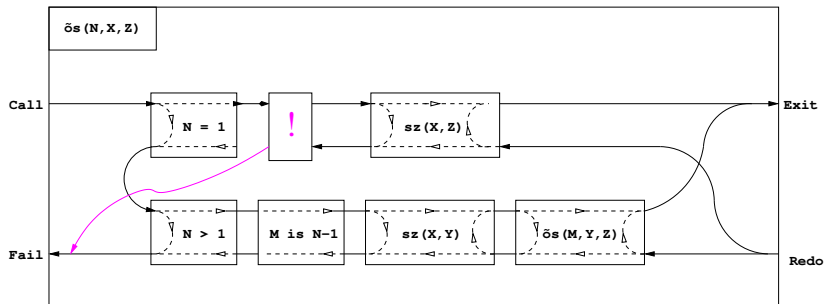 õs(N,X,Z)
Call
Exit
N = 1
!
sz(X,Z)
N > 1
M is N−1
sz(X,Y)
õs(M,Y,Z)
Fail
Redo